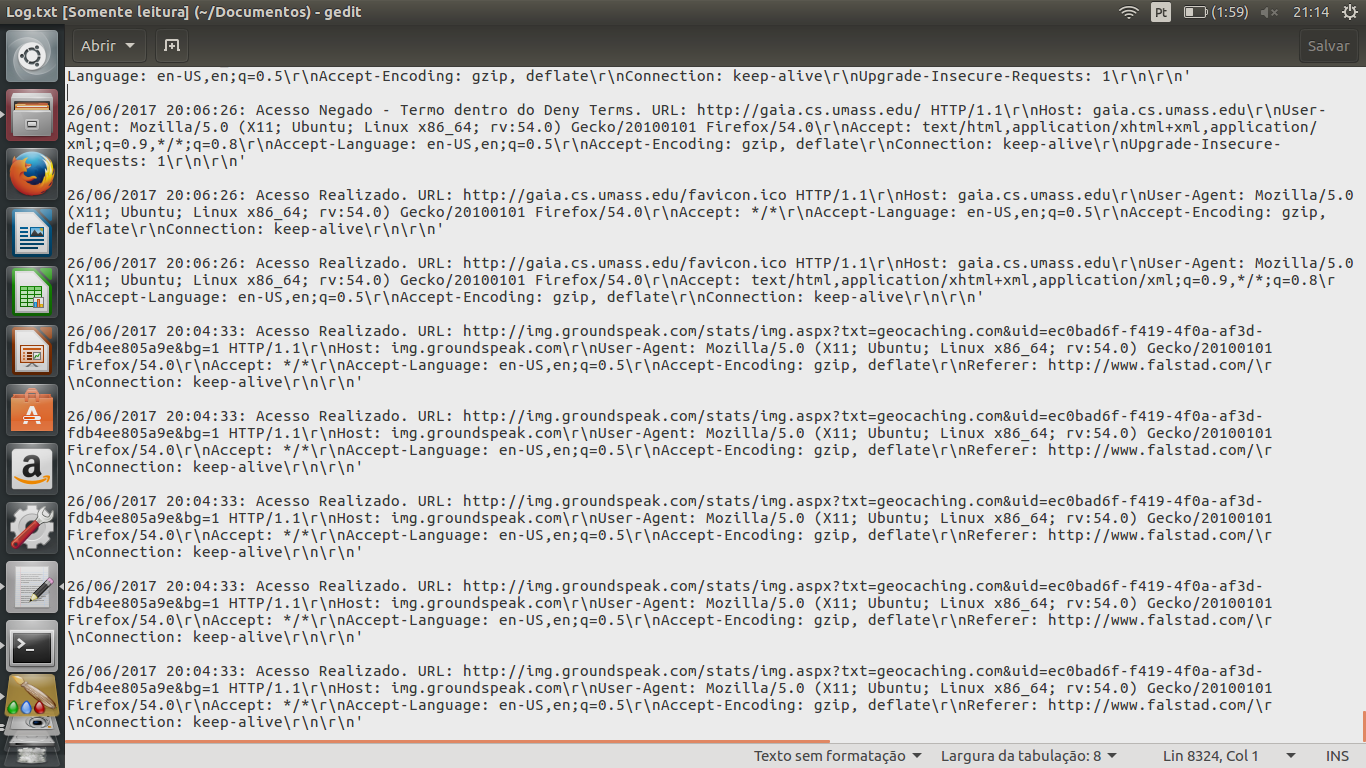 Log.txt [Somente leitura] (~/Documentos) - gedit
Pt
(1:59)
21:14
Abrir
Salvar
Language: en-US,en;q=0.5\r\nAccept-Encoding: gzip, deflate\r\nConnection: keep-alive\r\nUpgrade-Insecure-Requests: 1\r\n\r\n'
26/06/2017 20:06:26: Acesso Negado - Termo dentro do Deny Terms. URL: http://gaia.cs.umass.edu/ HTTP/1.1\r\nHost: gaia.cs.umass.edu\r\nUser-
Agent: Mozilla/5.0 (X11; Ubuntu; Linux x86_64; rv:54.0) Gecko/20100101 Firefox/54.0\r\nAccept: text/html,application/xhtml+xml,application/
xml;q=0.9,*/*;q=0.8\r\nAccept-Language: en-US,en;q=0.5\r\nAccept-Encoding: gzip, deflate\r\nConnection: keep-alive\r\nUpgrade-Insecure-
Requests: 1\r\n\r\n'
26/06/2017 20:06:26: Acesso Realizado. URL: http://gaia.cs.umass.edu/favicon.ico HTTP/1.1\r\nHost: gaia.cs.umass.edu\r\nUser-Agent: Mozilla/5.0
(X11; Ubuntu; Linux x86_64; rv:54.0) Gecko/20100101 Firefox/54.0\r\nAccept: */*\r\nAccept-Language: en-US,en;q=0.5\r\nAccept-Encoding: gzip,
deflate\r\nConnection: keep-alive\r\n\r\n'
26/06/2017 20:06:26: Acesso Realizado. URL: http://gaia.cs.umass.edu/favicon.ico HTTP/1.1\r\nHost: gaia.cs.umass.edu\r\nUser-Agent: Mozilla/5.0
(X11; Ubuntu; Linux x86_64; rv:54.0) Gecko/20100101 Firefox/54.0\r\nAccept: text/html,application/xhtml+xml,application/xml;q=0.9,*/*;q=0.8\r
\nAccept-Language: en-US,en;q=0.5\r\nAccept-Encoding: gzip, deflate\r\nConnection: keep-alive\r\n\r\n'
26/06/2017 20:04:33: Acesso Realizado. URL: http://img.groundspeak.com/stats/img.aspx?txt=geocaching.com&uid=ec0bad6f-f419-4f0a-af3d-
fdb4ee805a9e&bg=1 HTTP/1.1\r\nHost: img.groundspeak.com\r\nUser-Agent: Mozilla/5.0 (X11; Ubuntu; Linux x86_64; rv:54.0) Gecko/20100101
Firefox/54.0\r\nAccept: */*\r\nAccept-Language: en-US,en;q=0.5\r\nAccept-Encoding: gzip, deflate\r\nReferer: http://www.falstad.com/\r
\nConnection: keep-alive\r\n\r\n'
26/06/2017 20:04:33: Acesso Realizado. URL: http://img.groundspeak.com/stats/img.aspx?txt=geocaching.com&uid=ec0bad6f-f419-4f0a-af3d-
fdb4ee805a9e&bg=1 HTTP/1.1\r\nHost: img.groundspeak.com\r\nUser-Agent: Mozilla/5.0 (X11; Ubuntu; Linux x86_64; rv:54.0) Gecko/20100101
Firefox/54.0\r\nAccept: */*\r\nAccept-Language: en-US,en;q=0.5\r\nAccept-Encoding: gzip, deflate\r\nReferer: http://www.falstad.com/\r
\nConnection: keep-alive\r\n\r\n'
26/06/2017 20:04:33: Acesso Realizado. URL: http://img.groundspeak.com/stats/img.aspx?txt=geocaching.com&uid=ec0bad6f-f419-4f0a-af3d-
fdb4ee805a9e&bg=1 HTTP/1.1\r\nHost: img.groundspeak.com\r\nUser-Agent: Mozilla/5.0 (X11; Ubuntu; Linux x86_64; rv:54.0) Gecko/20100101
Firefox/54.0\r\nAccept: */*\r\nAccept-Language: en-US,en;q=0.5\r\nAccept-Encoding: gzip, deflate\r\nReferer: http://www.falstad.com/\r
\nConnection: keep-alive\r\n\r\n'
26/06/2017 20:04:33: Acesso Realizado. URL: http://img.groundspeak.com/stats/img.aspx?txt=geocaching.com&uid=ec0bad6f-f419-4f0a-af3d-
fdb4ee805a9e&bg=1 HTTP/1.1\r\nHost: img.groundspeak.com\r\nUser-Agent: Mozilla/5.0 (X11; Ubuntu; Linux x86_64; rv:54.0) Gecko/20100101
Firefox/54.0\r\nAccept: */*\r\nAccept-Language: en-US,en;q=0.5\r\nAccept-Encoding: gzip, deflate\r\nReferer: http://www.falstad.com/\r
\nConnection: keep-alive\r\n\r\n'
26/06/2017 20:04:33: Acesso Realizado. URL: http://img.groundspeak.com/stats/img.aspx?txt=geocaching.com&uid=ec0bad6f-f419-4f0a-af3d-
fdb4ee805a9e&bg=1 HTTP/1.1\r\nHost: img.groundspeak.com\r\nUser-Agent: Mozilla/5.0 (X11; Ubuntu; Linux x86_64; rv:54.0) Gecko/20100101
Firefox/54.0\r\nAccept: */*\r\nAccept-Language: en-US,en;q=0.5\r\nAccept-Encoding: gzip, deflate\r\nReferer: http://www.falstad.com/\r
\nConnection: keep-alive\r\n\r\n'
Texto sem formatação
Largura da tabulação: 8
Lin 8324, Col 1
INS